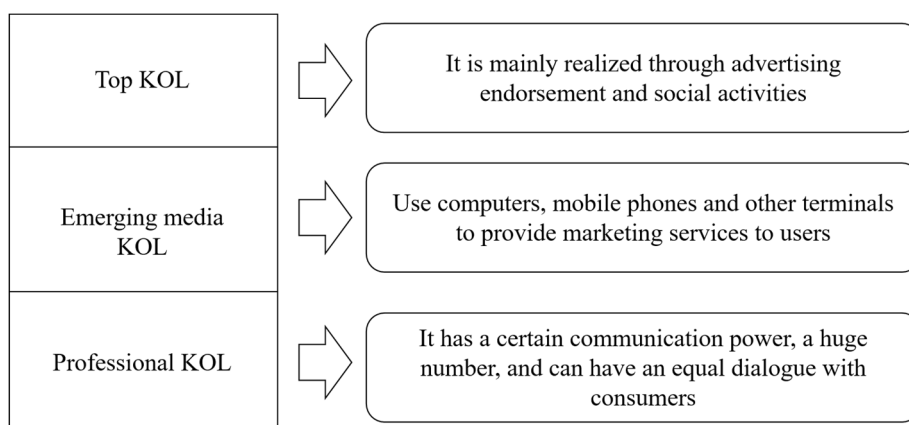 Top KOL
It is mainly realized through advertising
endorsement and social activities
Emerging media
KOL
Use computers, mobile phones and other terminals
to provide marketing services to users
Professional KOL
It has a certain communication power, a huge
number, and can have an equal dialogue with
consumers